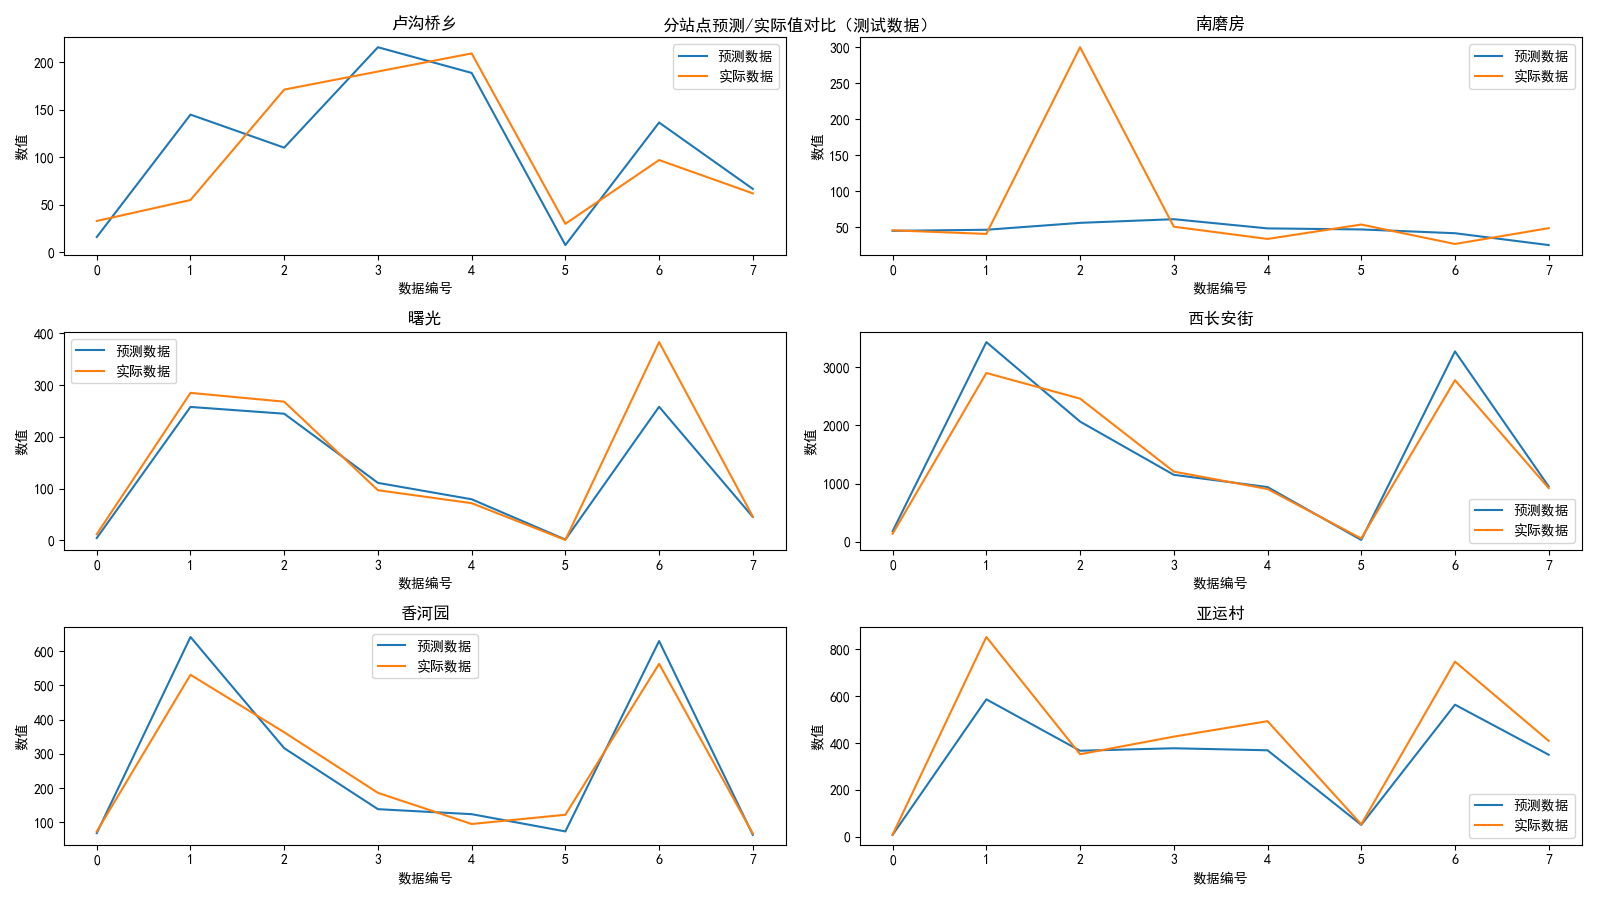 分站点预测/实际值对比（测试数据）
卢沟桥乡
预测数据
实际数据
数值
200
150
100
50
0
0 1 2 3 4 5 6 7
数据编号
南磨房
预测数据
实际数据
数值
300
250
200
150
100
50
0 1 2 3 4 5 6 7
数据编号
曙光
预测数据
实际数据
数值
400
300
200
100
0
0 1 2 3 4 5 6 7
数据编号
西长安街
预测数据
实际数据
数值
3000
2000
1000
0
0 1 2 3 4 5 6 7
数据编号
香河园
预测数据
实际数据
数值
600
500
400
300
200
100
0 1 2 3 4 5 6 7
数据编号
亚运村
预测数据
实际数据
数值
800
600
400
200
0
0 1 2 3 4 5 6 7
数据编号